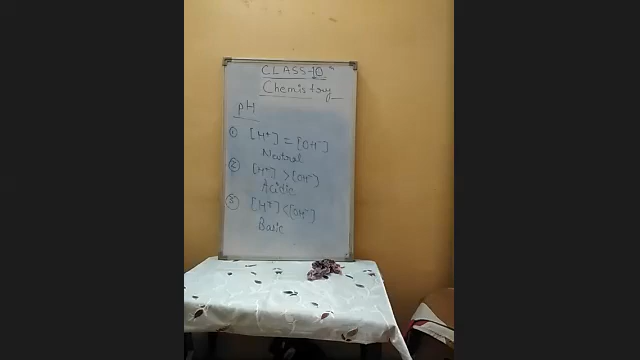 CLASS-10th
Chemistry
pH
① [H⁺] = [OH⁻]
Neutral
② [H⁺] > [OH⁻]
Acidic
③ [H⁺] < [OH⁻]
Basic